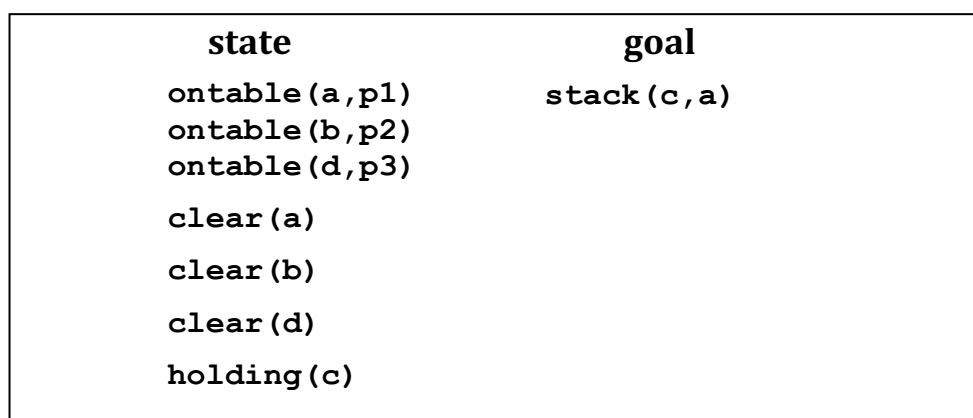 state goal
ontable(a,p1) stack(c,a)
ontable(b,p2)
ontable(d,p3)
clear(a)
clear(b)
clear(d)
holding(c)